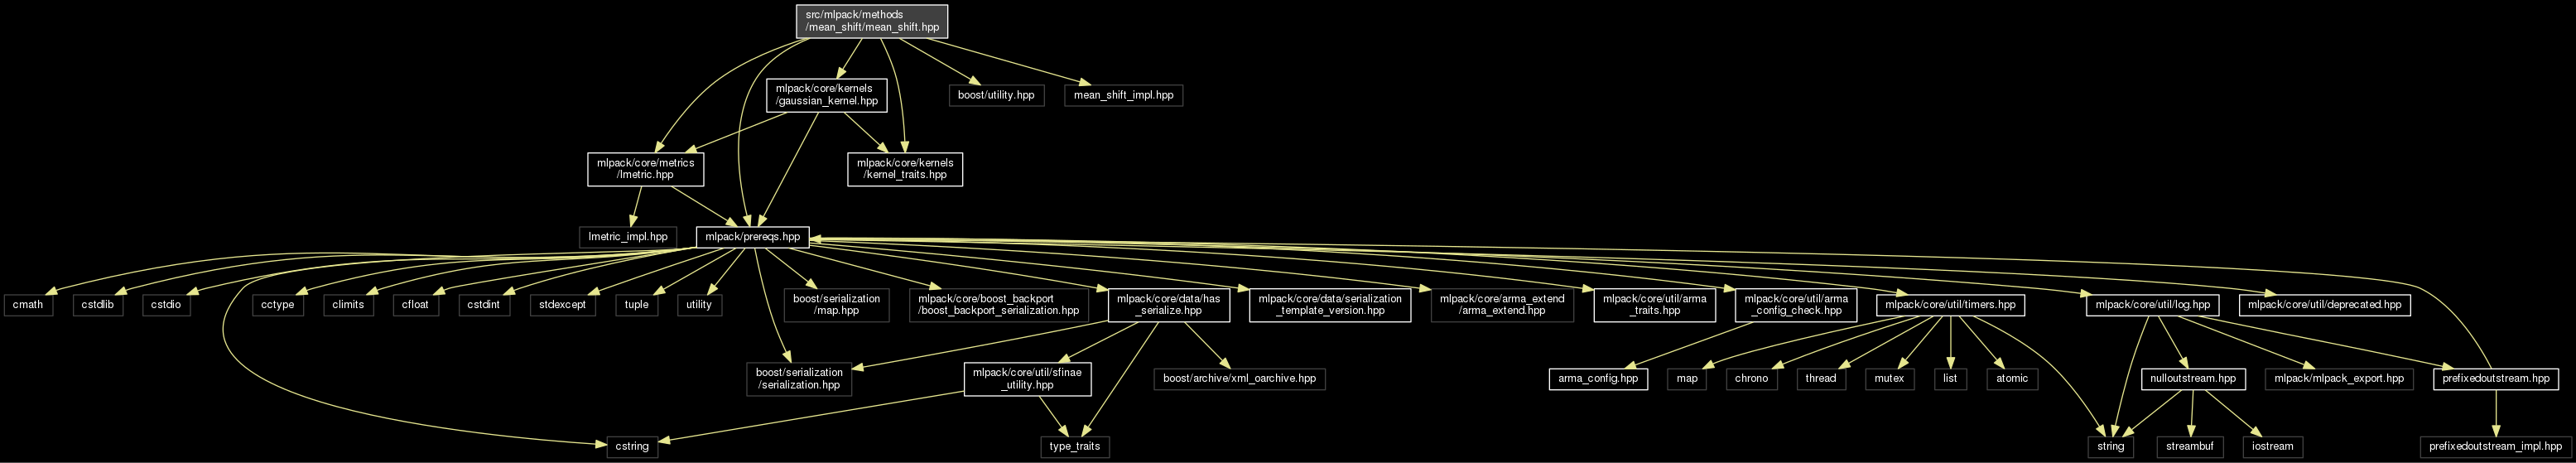 src/mlpack/methods
/mean_shift/mean_shift.hpp
mlpack/core/kernels
/gaussian_kernel.hpp
boost/utility.hpp
mean_shift_impl.hpp
mlpack/core/metrics
/lmetric.hpp
mlpack/core/kernels
/kernel_traits.hpp
lmetric_impl.hpp
mlpack/prereqs.hpp
cmath
cstdlib
cstdio
cctype
climits
cfloat
cstdint
stdexcept
tuple
utility
boost/serialization
/map.hpp
mlpack/core/boost_backport
/boost_backport_serialization.hpp
mlpack/core/data/has
_serialize.hpp
mlpack/core/data/serialization
_template_version.hpp
mlpack/core/arma_extend
/arma_extend.hpp
mlpack/core/util/arma
_traits.hpp
mlpack/core/util/arma
_config_check.hpp
mlpack/core/util/timers.hpp
mlpack/core/util/log.hpp
mlpack/core/util/deprecated.hpp
boost/serialization
/serialization.hpp
mlpack/core/util/sfinae
_utility.hpp
boost/archive/xml_oarchive.hpp
arma_config.hpp
map
chrono
thread
mutex
list
atomic
nulloutstream.hpp
mlpack/mlpack_export.hpp
prefixedoutstream.hpp
cstring
type_traits
string
streambuf
iostream
prefixedoutstream_impl.hpp